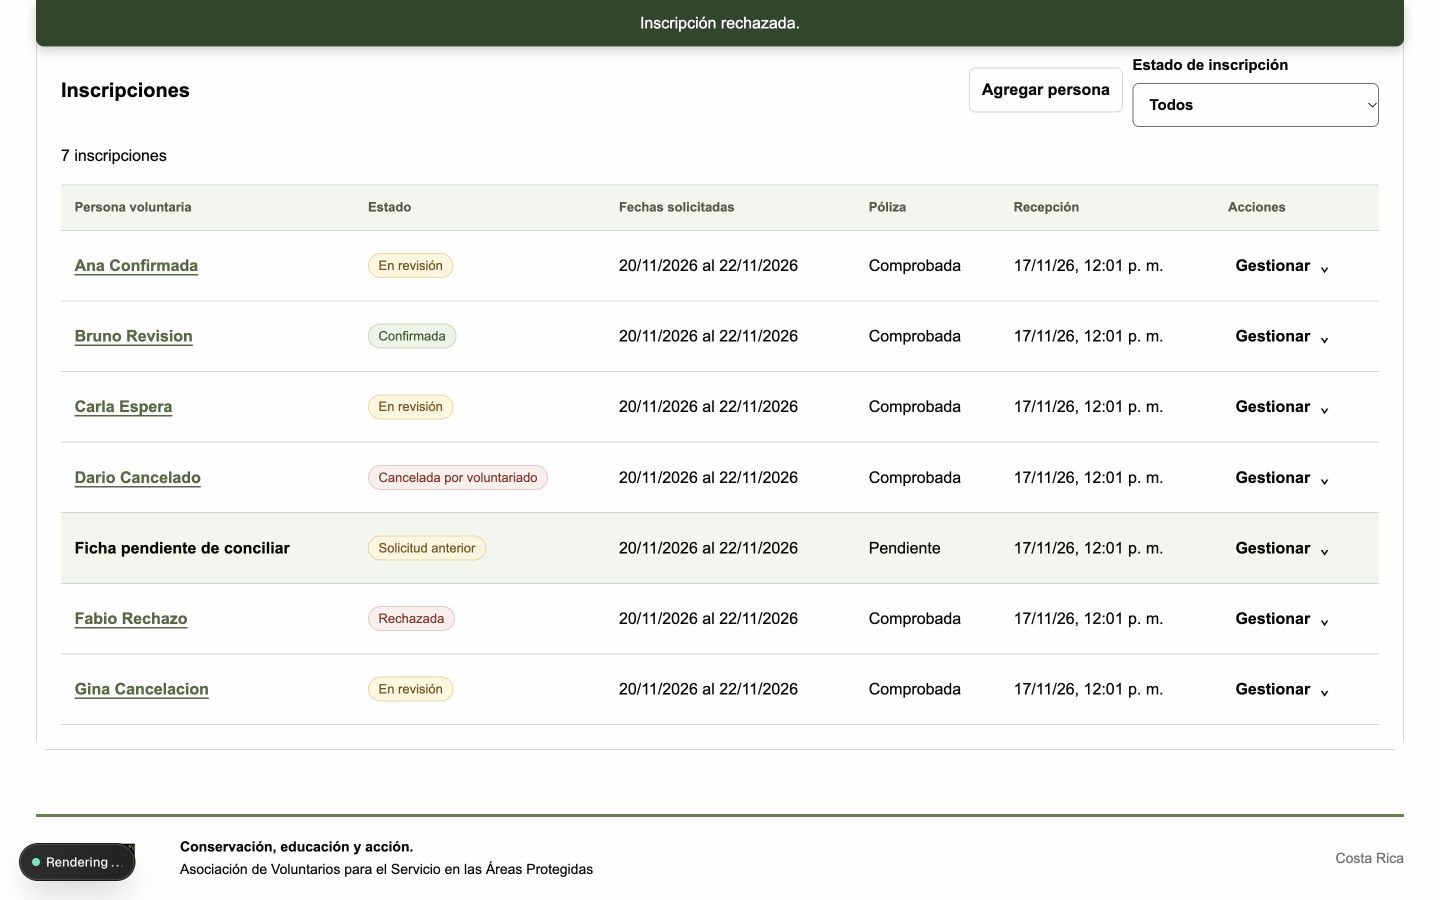 Inscripción rechazada.
Inscripciones
Agregar persona
Estado de inscripción
Todos
7 inscripciones
Persona voluntaria Estado Fechas solicitadas Póliza Recepción Acciones
Ana Confirmada En revisión 20/11/2026 al 22/11/2026 Comprobada 17/11/26, 12:01 p. m. Gestionar
Bruno Revision Confirmada 20/11/2026 al 22/11/2026 Comprobada 17/11/26, 12:01 p. m. Gestionar
Carla Espera En revisión 20/11/2026 al 22/11/2026 Comprobada 17/11/26, 12:01 p. m. Gestionar
Dario Cancelado Cancelada por voluntariado 20/11/2026 al 22/11/2026 Comprobada 17/11/26, 12:01 p. m. Gestionar
Ficha pendiente de conciliar Solicitud anterior 20/11/2026 al 22/11/2026 Pendiente 17/11/26, 12:01 p. m. Gestionar
Fabio Rechazo Rechazada 20/11/2026 al 22/11/2026 Comprobada 17/11/26, 12:01 p. m. Gestionar
Gina Cancelacion En revisión 20/11/2026 al 22/11/2026 Comprobada 17/11/26, 12:01 p. m. Gestionar
Rendering ...
Conservación, educación y acción.
Asociación de Voluntarios para el Servicio en las Áreas Protegidas
Costa Rica